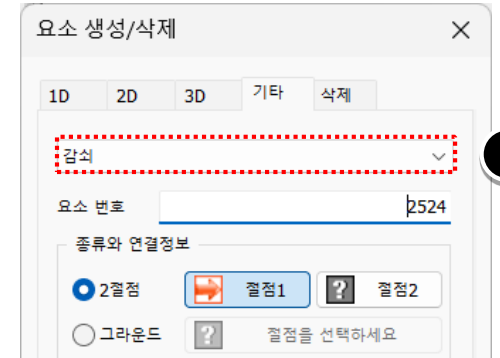 요소 생성/삭제
1D 2D 3D 기타 삭제
감쇠
요소 번호 2524
종류와 연결정보
2절점 절점1 ? 절점2
그라운드 ? 절점을 선택하세요